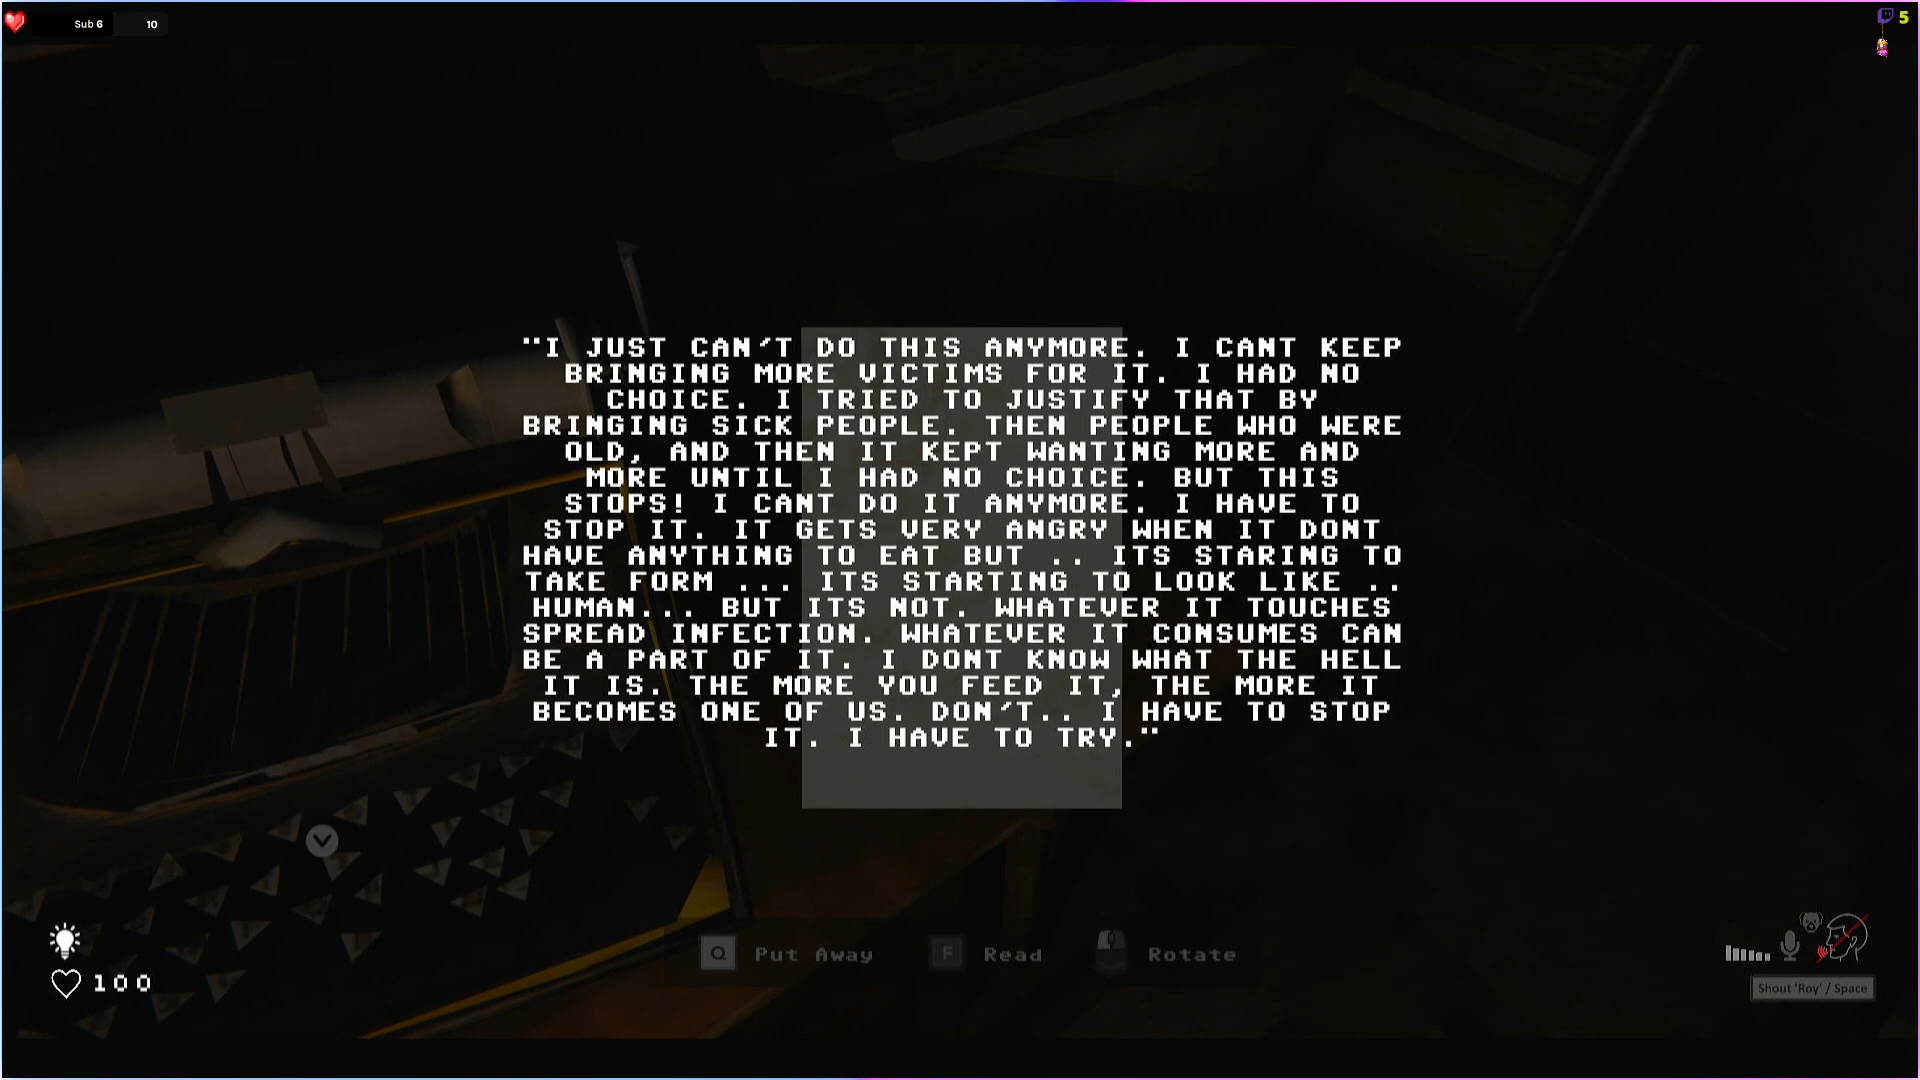 Sub 6 10
5
"I JUST CAN'T DO THIS ANYMORE. I CANT KEEP
BRINGING MORE VICTIMS FOR IT. I HAD NO
CHOICE. I TRIED TO JUSTIFY THAT BY
BRINGING SICK PEOPLE. THEN PEOPLE WHO WERE
OLD, AND THEN IT KEPT WANTING MORE AND
MORE UNTIL I HAD NO CHOICE. BUT THIS
STOPS! I CANT DO IT ANYMORE. I HAVE TO
STOP IT. IT GETS VERY ANGRY WHEN IT DONT
HAVE ANYTHING TO EAT BUT .. ITS STARING TO
TAKE FORM ... ITS STARTING TO LOOK LIKE ..
HUMAN... BUT ITS NOT. WHATEVER IT TOUCHES
SPREAD INFECTION. WHATEVER IT CONSUMES CAN
BE A PART OF IT. I DONT KNOW WHAT THE HELL
IT IS. THE MORE YOU FEED IT, THE MORE IT
BECOMES ONE OF US. DON'T.. I HAVE TO STOP
IT. I HAVE TO TRY."
Q Put Away F Read Rotate
100
Shout 'Roy' / Space